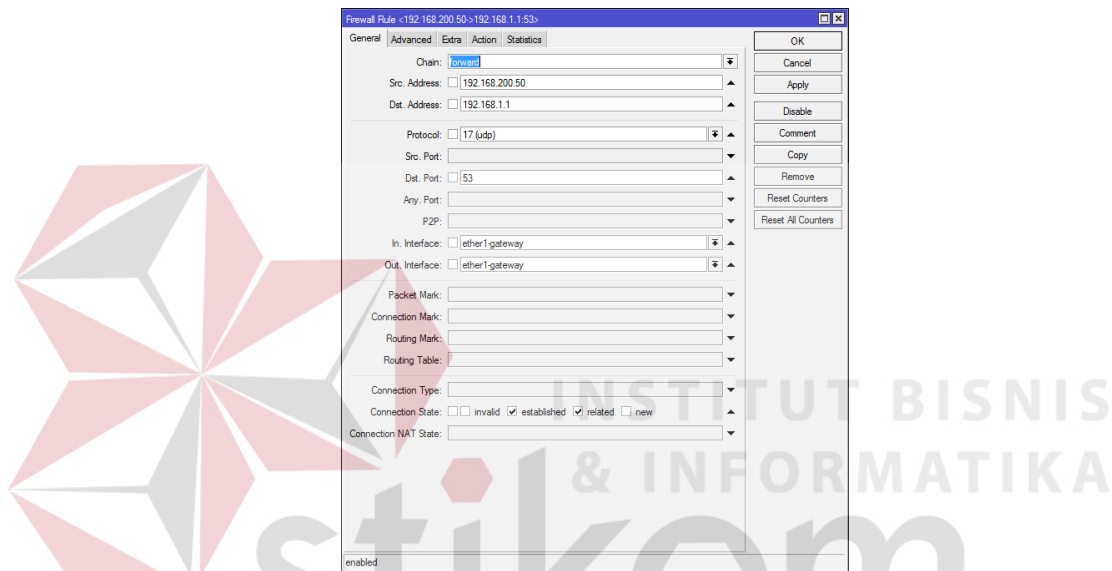 Firewall Rule <192.168.200.50->192.168.1.1:53>
General Advanced Extra Action Statistics
Chain: forward
Src. Address: 192.168.200.50
Dst. Address: 192.168.1.1
Protocol: 17 (udp)
Src. Port:
Dst. Port: 53
Any. Port:
P2P:
In. Interface: ether1-gateway
Out. Interface: ether1-gateway
Packet Mark:
Connection Mark:
Routing Mark:
Routing Table:
Connection Type:
Connection State: invalid established related new
Connection NAT State:
enabled
OK
Cancel
Apply
Disable
Comment
Copy
Remove
Reset Counters
Reset All Counters
INSTITUT BISNIS
& INFORMATIKA
stikom